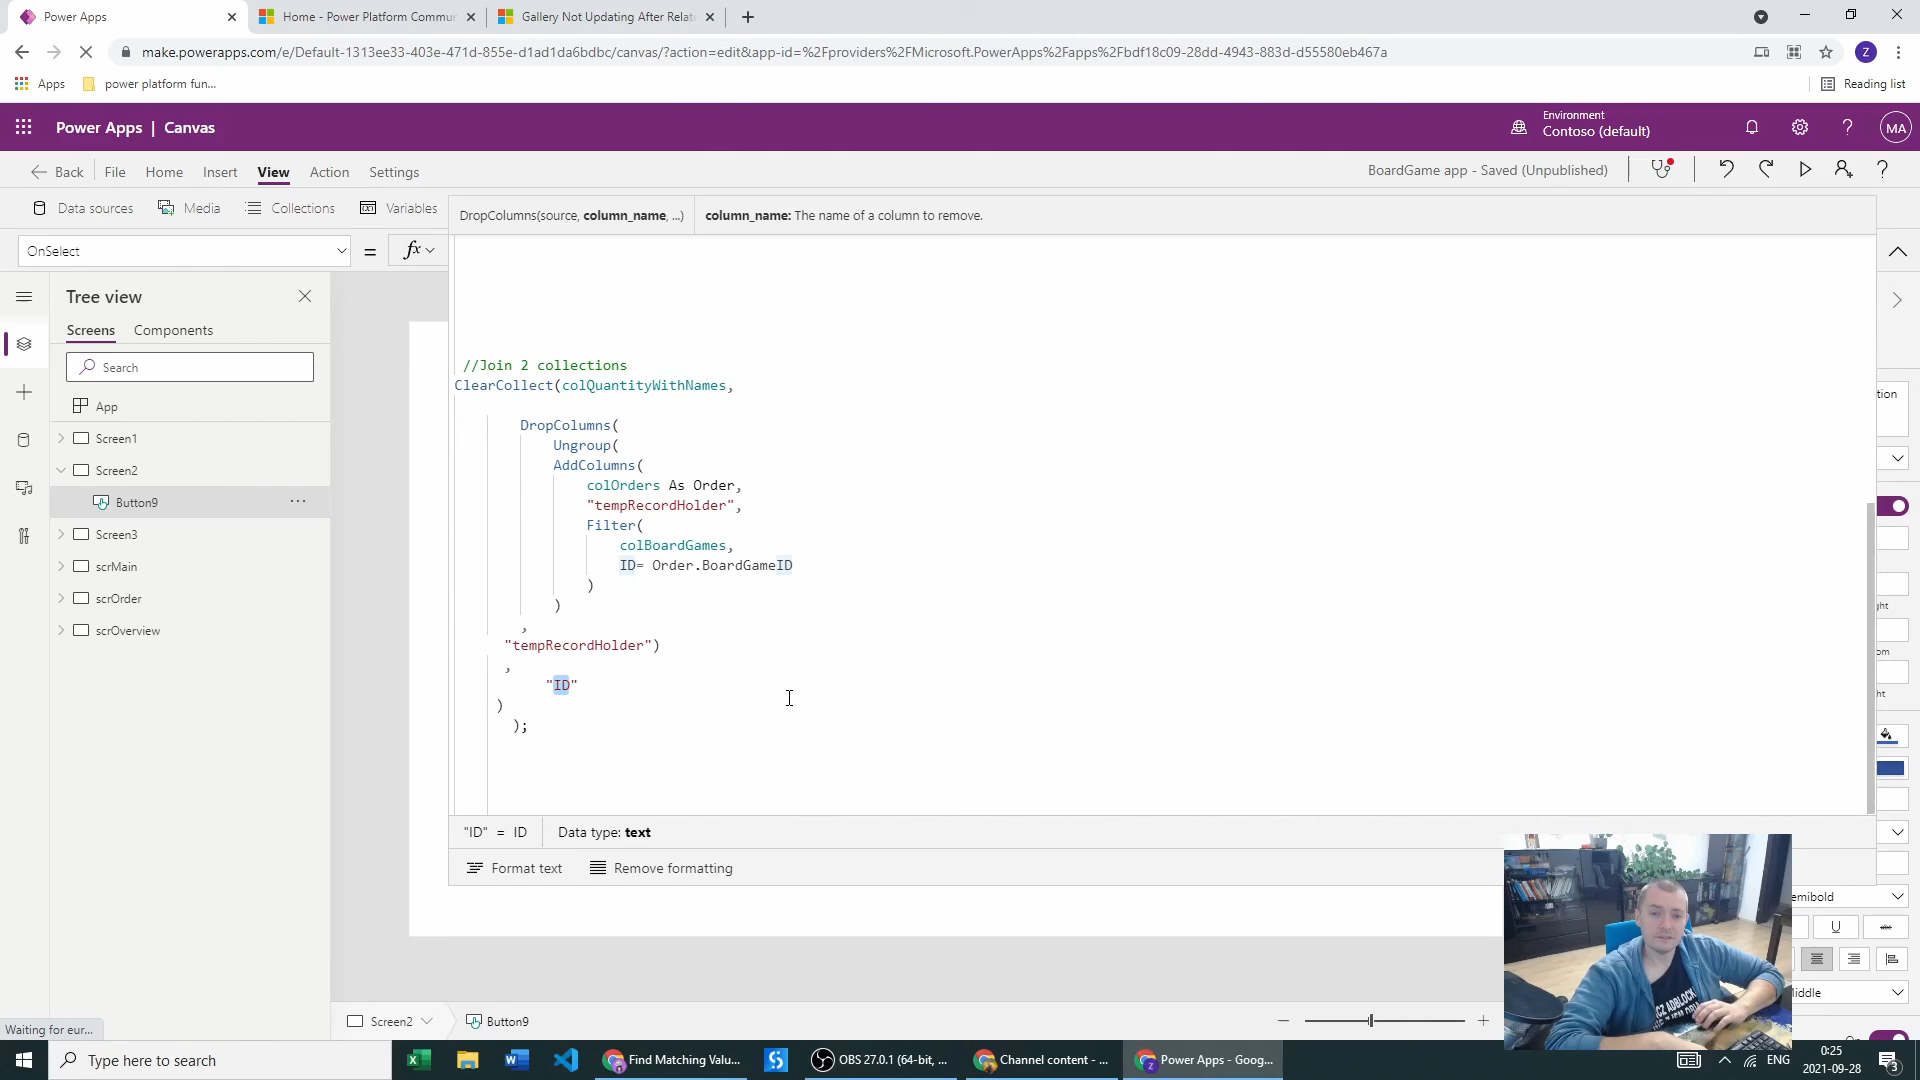 Power Apps
Home - Power Platform Commun
Gallery Not Updating After Relat
make.powerapps.com/e/Default-1313ee33-403e-471d-855e-d1ad1da6bdbc/canvas/?action=edit&app-id=%2Fproviders%2FMicrosoft.PowerApps%2Fapps%2Fbdf18c09-28dd-4943-883d-d55580eb467a
Z
Apps
power platform fun...
Reading list
Power Apps | Canvas
Environment
Contoso (default)
MA
Back
File
Home
Insert
View
Action
Settings
BoardGame app - Saved (Unpublished)
Data sources
Media
Collections
Variables
DropColumns(source, column_name, ...)
column_name: The name of a column to remove.
OnSelect
=
fx
Tree view
Screens
Components
Search
App
Screen1
Screen2
Button9
Screen3
scrMain
scrOrder
scrOverview
//Join 2 collections
ClearCollect(colQuantityWithNames,
DropColumns(
Ungroup(
AddColumns(
colOrders As Order,
"tempRecordHolder",
Filter(
colBoardGames,
ID= Order.BoardGameID
)
)
,
"tempRecordHolder")
,
"ID"
)
);
"ID" = ID
Data type: text
Format text
Remove formatting
tion
ght
om
ht
emibold
U
liddle
Screen2
Button9
Waiting for eur...
Type here to search
Find Matching Valu...
OBS 27.0.1 (64-bit, ...
Channel content - ...
Power Apps - Goog...
ENG
0:25
2021-09-28
3